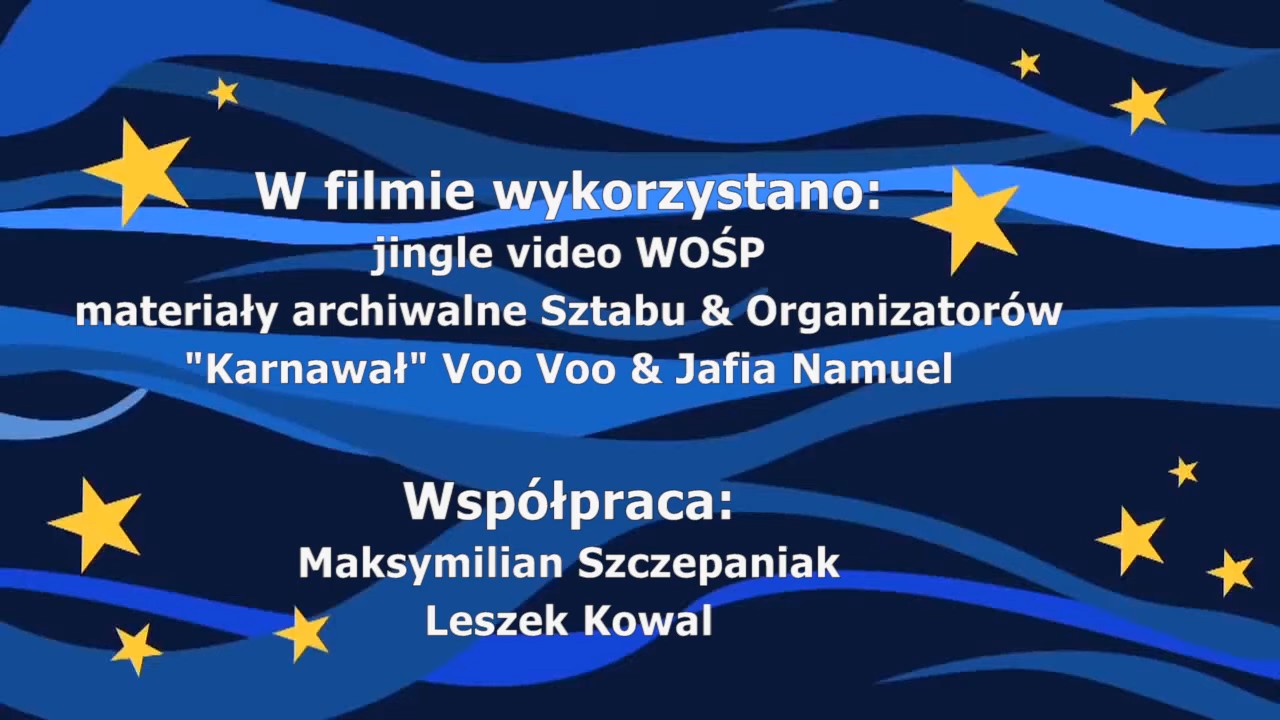 W filmie wykorzystano:
jingle video WOŚP
materiały archiwalne Sztabu & Organizatorów
"Karnawał" Voo Voo & Jafia Namuel
Współpraca:
Maksymilian Szczepaniak
Leszek Kowal